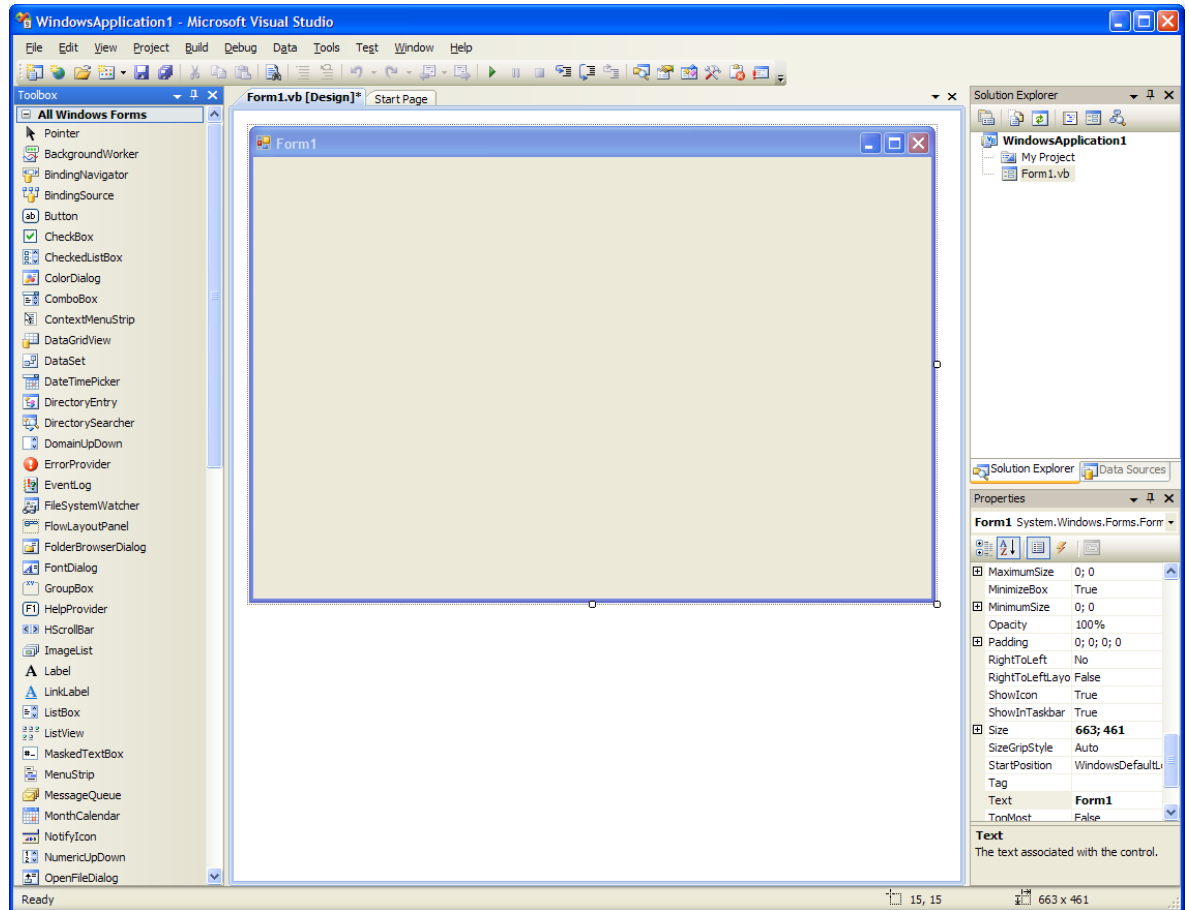 WindowsApplication1 - Microsoft Visual Studio
File Edit View Project Build Debug Data Tools Test Window Help
Toolbox
All Windows Forms
Pointer
BackgroundWorker
BindingNavigator
BindingSource
Button
CheckBox
CheckedListBox
ColorDialog
ComboBox
ContextMenuStrip
DataGridView
DataSet
DateTimePicker
DirectoryEntry
DirectorySearcher
DomainUpDown
ErrorProvider
EventLog
FileSystemWatcher
FlowLayoutPanel
FolderBrowserDialog
FontDialog
GroupBox
HelpProvider
HScrollBar
ImageList
Label
LinkLabel
ListBox
ListView
MaskedTextBox
MenuStrip
MessageQueue
MonthCalendar
NotifyIcon
NumericUpDown
OpenFileDialog
Form1.vb [Design]* Start Page
Form1
Solution Explorer
WindowsApplication1
My Project
Form1.vb
Solution Explorer Data Sources
Properties
Form1 System.Windows.Forms.Form
MaximumSize 0; 0
MinimizeBox True
MinimumSize 0; 0
Opacity 100%
Padding 0; 0; 0; 0
RightToLeft No
RightToLeftLayo False
ShowIcon True
ShowInTaskbar True
Size 663; 461
SizeGripStyle Auto
StartPosition WindowsDefaultL
Tag
Text Form1
TopMost False
Text
The text associated with the control.
Ready 15, 15 663 x 461